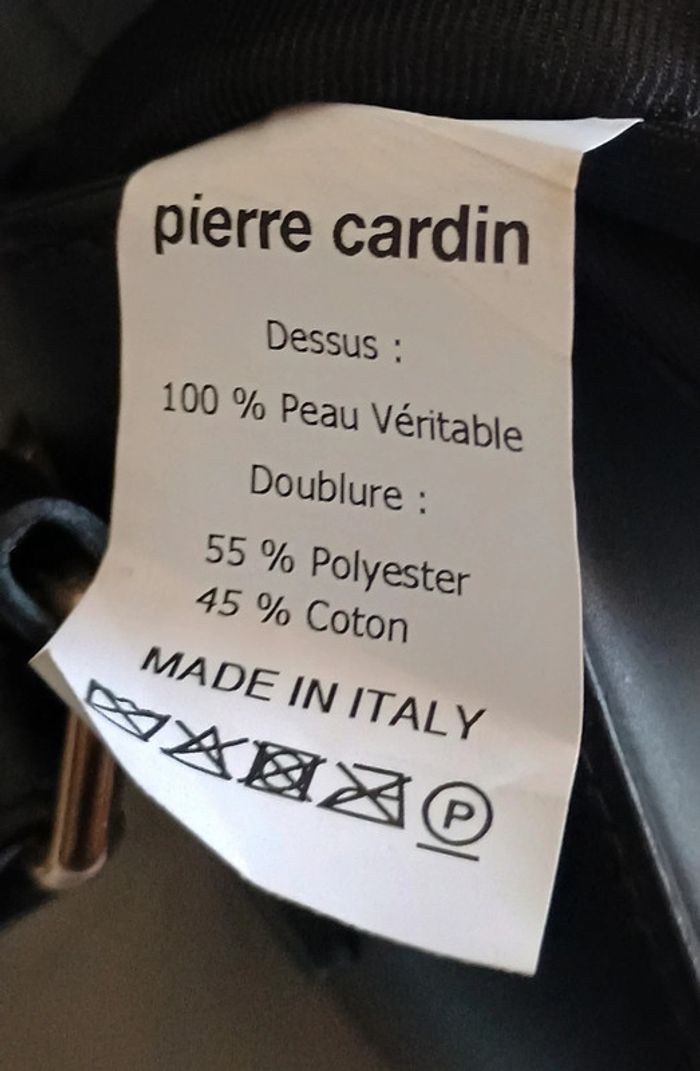 pierre cardin
Dessus :
100 % Peau Véritable
Doublure :
55 % Polyester
45 % Coton
MADE IN ITALY
P